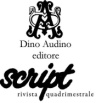 Dino Audino
editore
script
rivista quadrimestrale